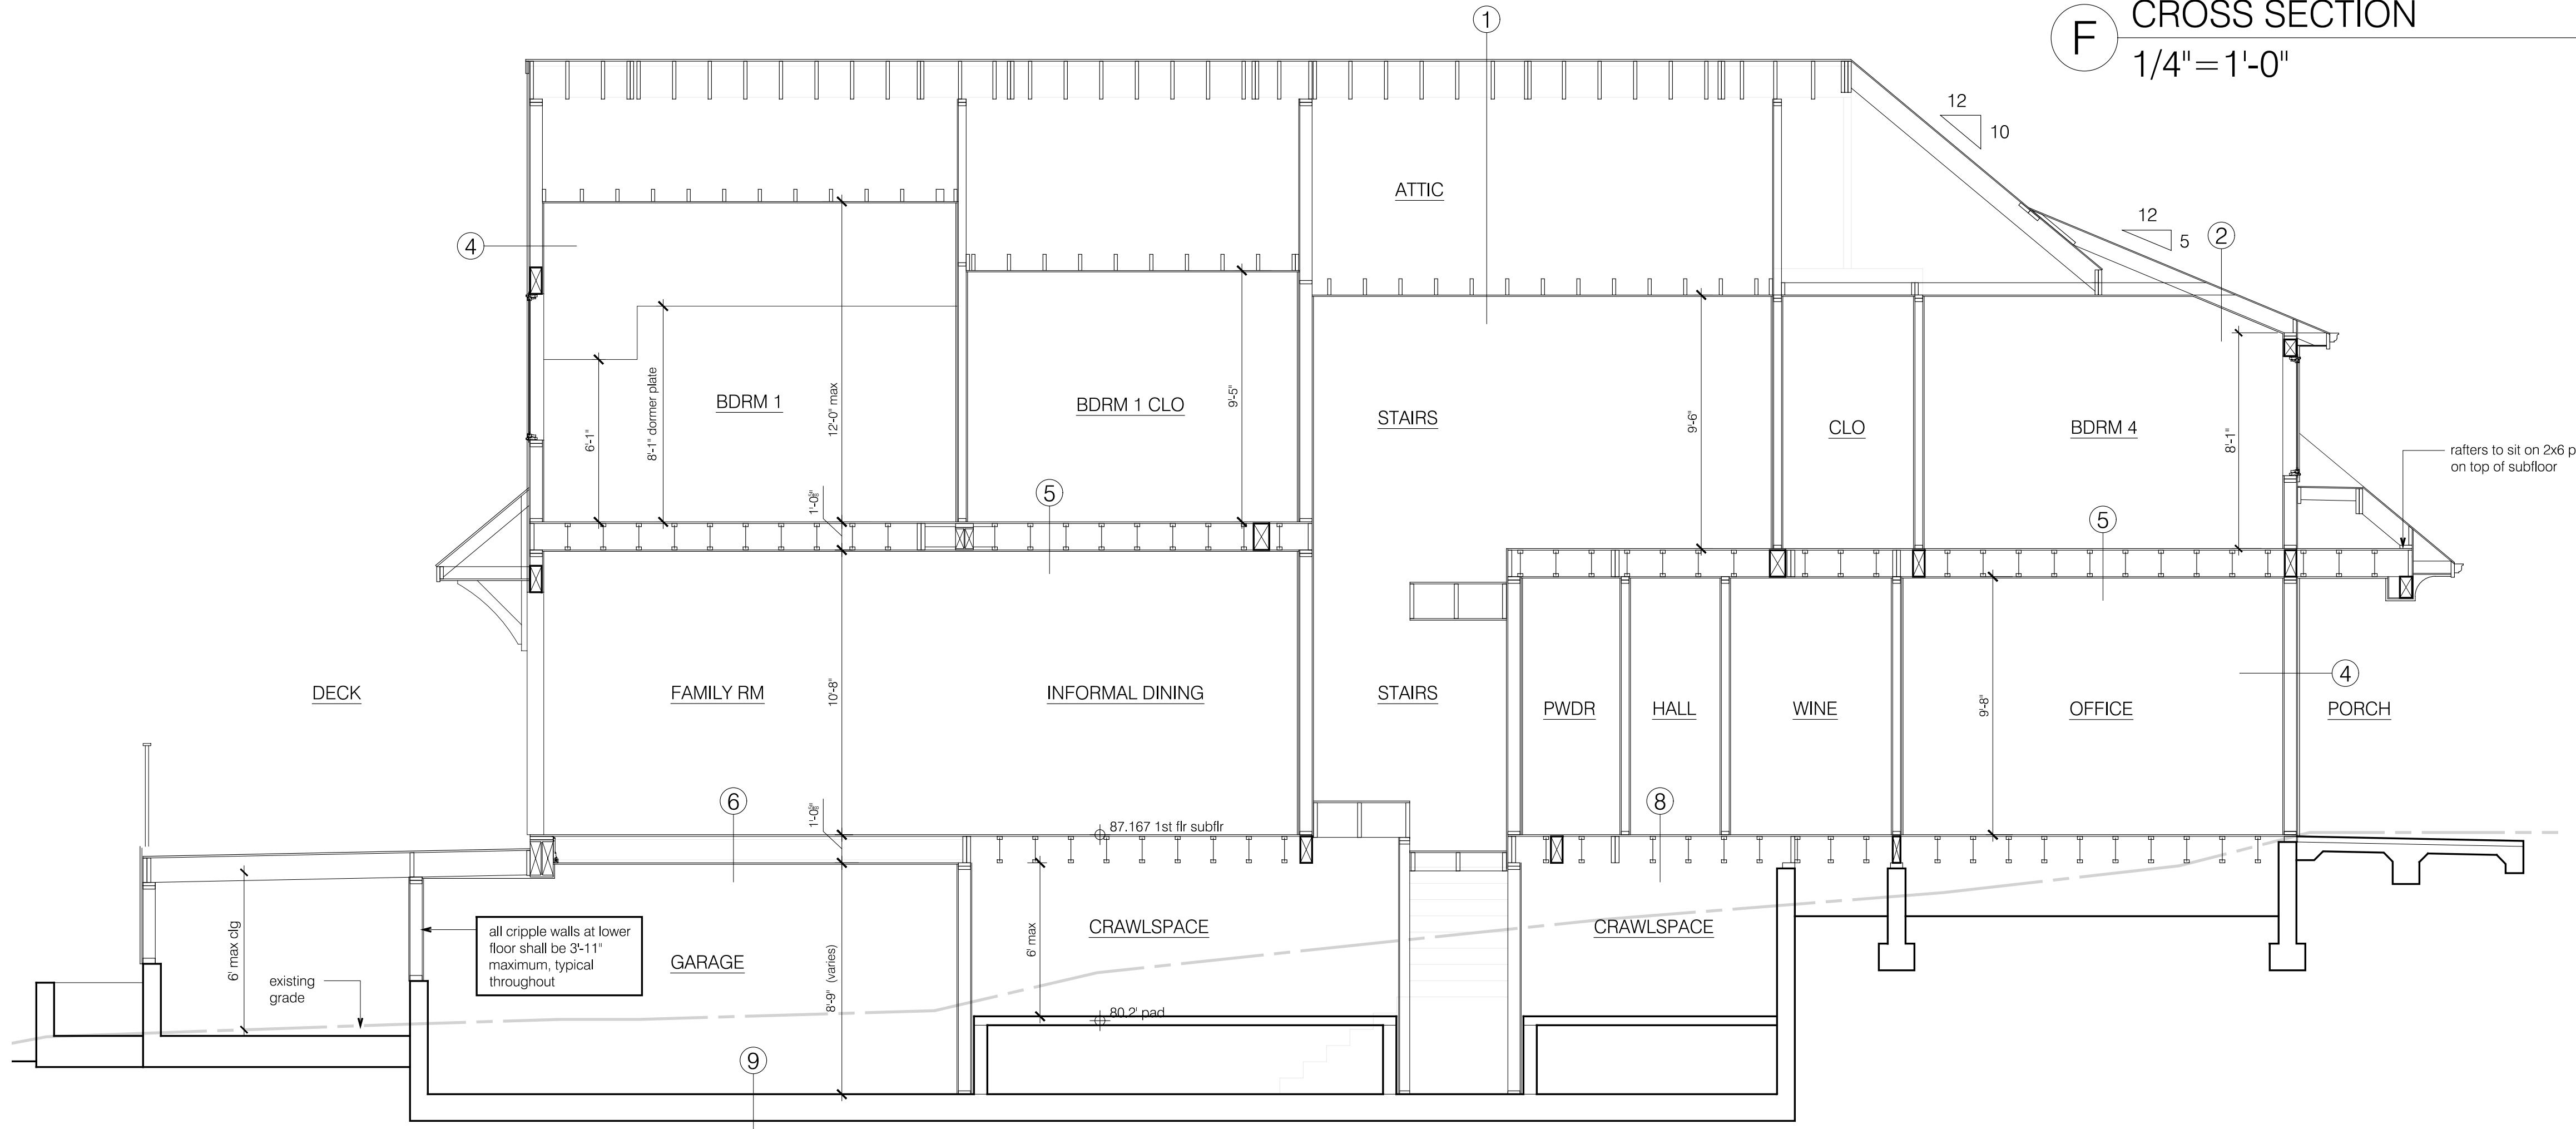 F
CROSS SECTION
1/4"=1'-0"
1
12
10
ATTIC
12
5
2
4
BDRM 1
BDRM 1 CLO
STAIRS
CLO
BDRM 4
6'-1"
8'-1" dormer plate
12'-0" max
9'-5"
9'-6"
8'-1"
rafters to sit on 2x6 p
on top of subfloor
1'-0⅝"
5
5
DECK
FAMILY RM
10'-8"
INFORMAL DINING
STAIRS
PWDR
HALL
WINE
9'-8"
OFFICE
4
PORCH
6
1'-0⅝"
87.167 1st flr subflr
8
6' max clg
existing
grade
all cripple walls at lower
floor shall be 3'-11"
maximum, typical
throughout
GARAGE
8'-9" (varies)
6' max
CRAWLSPACE
CRAWLSPACE
80.2' pad
9